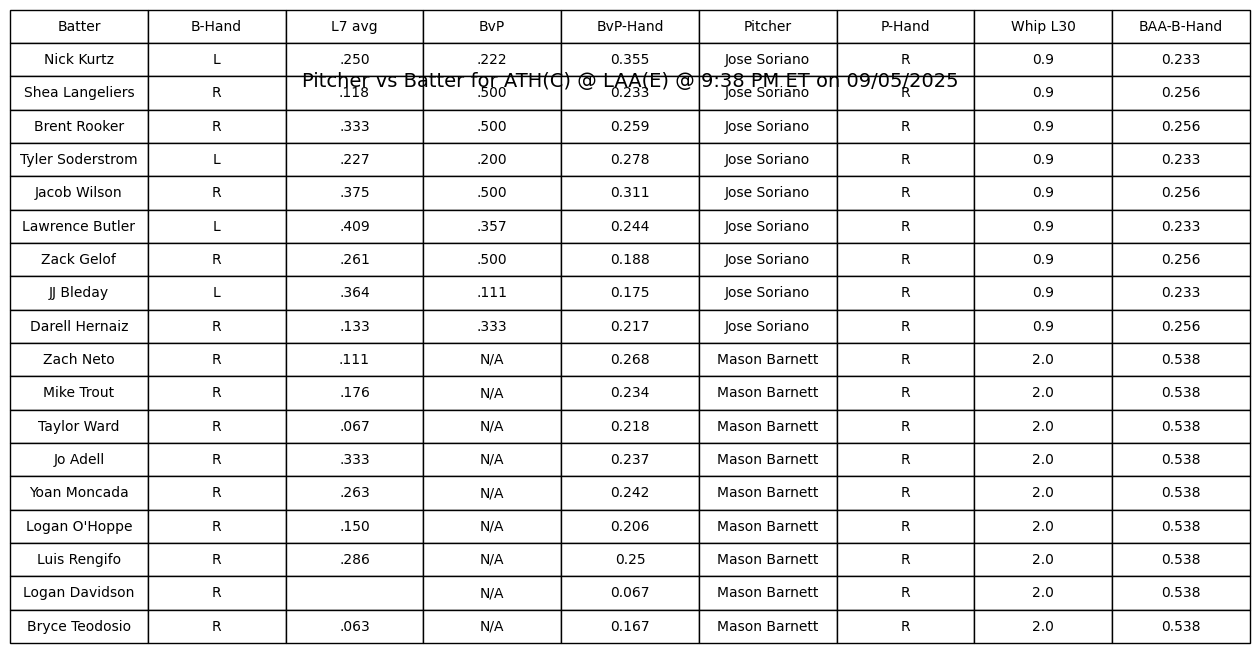 Batter B-Hand L7 avg BvP BvP-Hand Pitcher P-Hand Whip L30 BAA-B-Hand
Nick Kurtz L .250 .222 0.355 Jose Soriano R 0.9 0.233
Pitcher vs Batter for ATH(C) @ LAA(E) @ 9:38 PM ET on 09/05/2025
Shea Langeliers R .118 .500 0.233 Jose Soriano R 0.9 0.256
Brent Rooker R .333 .500 0.259 Jose Soriano R 0.9 0.256
Tyler Soderstrom L .227 .200 0.278 Jose Soriano R 0.9 0.233
Jacob Wilson R .375 .500 0.311 Jose Soriano R 0.9 0.256
Lawrence Butler L .409 .357 0.244 Jose Soriano R 0.9 0.233
Zack Gelof R .261 .500 0.188 Jose Soriano R 0.9 0.256
JJ Bleday L .364 .111 0.175 Jose Soriano R 0.9 0.233
Darell Hernaiz R .133 .333 0.217 Jose Soriano R 0.9 0.256
Zach Neto R .111 N/A 0.268 Mason Barnett R 2.0 0.538
Mike Trout R .176 N/A 0.234 Mason Barnett R 2.0 0.538
Taylor Ward R .067 N/A 0.218 Mason Barnett R 2.0 0.538
Jo Adell R .333 N/A 0.237 Mason Barnett R 2.0 0.538
Yoan Moncada R .263 N/A 0.242 Mason Barnett R 2.0 0.538
Logan O'Hoppe R .150 N/A 0.206 Mason Barnett R 2.0 0.538
Luis Rengifo R .286 N/A 0.25 Mason Barnett R 2.0 0.538
Logan Davidson R N/A 0.067 Mason Barnett R 2.0 0.538
Bryce Teodosio R .063 N/A 0.167 Mason Barnett R 2.0 0.538